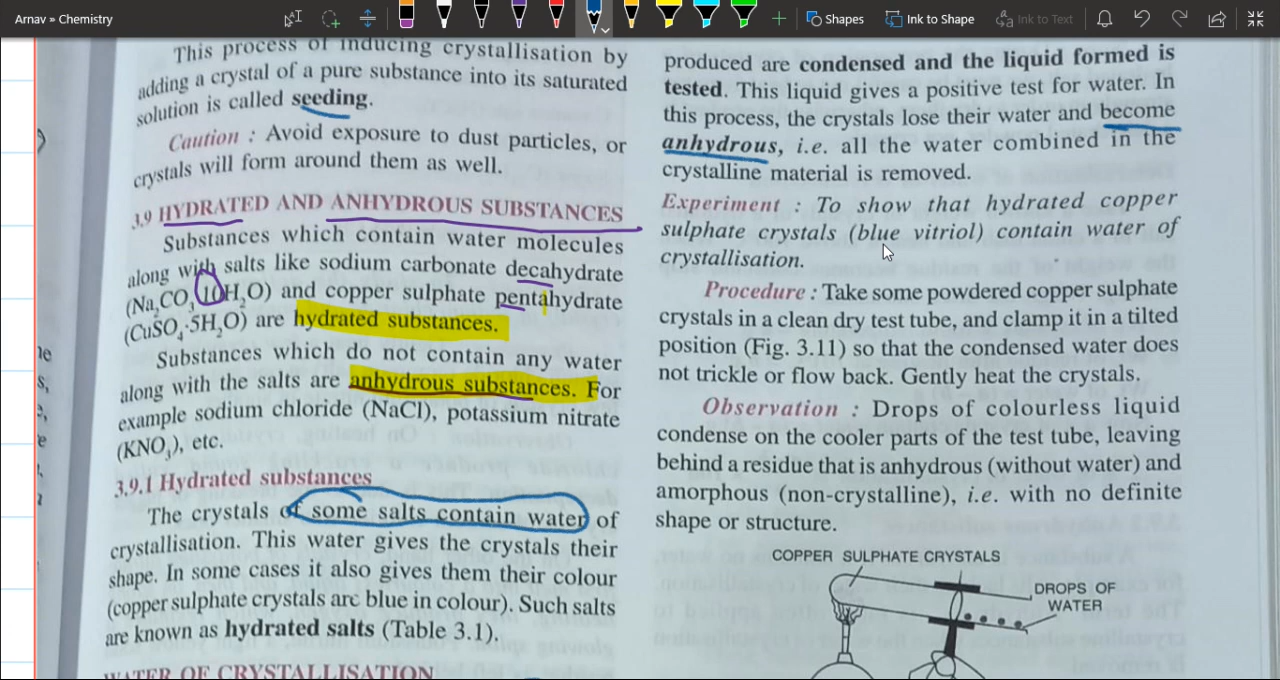 Arnav » Chemistry
Shapes
Ink to Shape
Ink to Text
This process of inducing crystallisation by
adding a crystal of a pure substance into its saturated
solution is called seeding.
Caution : Avoid exposure to dust particles, or
crystals will form around them as well.
3.9 HYDRATED AND ANHYDROUS SUBSTANCES
Substances which contain water molecules
along with salts like sodium carbonate decahydrate
(Na₂CO₃.10H₂O) and copper sulphate pentahydrate
(CuSO₄·5H₂O) are hydrated substances.
Substances which do not contain any water
along with the salts are anhydrous substances. For
example sodium chloride (NaCl), potassium nitrate
(KNO₃), etc.
3.9.1 Hydrated substances
The crystals of some salts contain water of
crystallisation. This water gives the crystals their
shape. In some cases it also gives them their colour
(copper sulphate crystals are blue in colour). Such salts
are known as hydrated salts (Table 3.1).
WATER OF CRYSTALLISATION
produced are condensed and the liquid formed is
tested. This liquid gives a positive test for water. In
this process, the crystals lose their water and become
anhydrous, i.e. all the water combined in the
crystalline material is removed.
Experiment : To show that hydrated copper
sulphate crystals (blue vitriol) contain water of
crystallisation.
Procedure : Take some powdered copper sulphate
crystals in a clean dry test tube, and clamp it in a tilted
position (Fig. 3.11) so that the condensed water does
not trickle or flow back. Gently heat the crystals.
Observation : Drops of colourless liquid
condense on the cooler parts of the test tube, leaving
behind a residue that is anhydrous (without water) and
amorphous (non-crystalline), i.e. with no definite
shape or structure.
COPPER SULPHATE CRYSTALS
DROPS OF
WATER